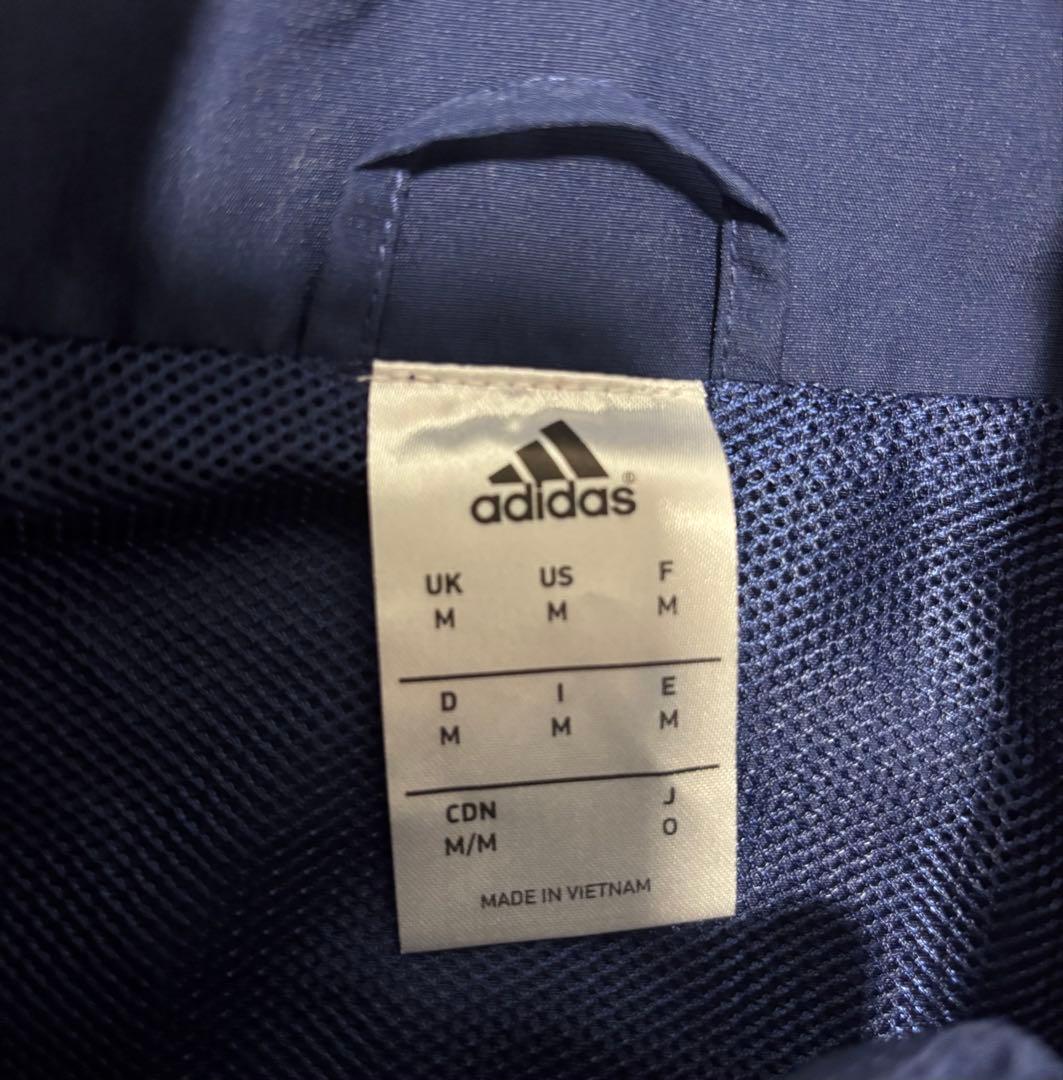 adidas®
UK US F
M M M
D I E
M M M
CDN J
M/M O
MADE IN VIETNAM